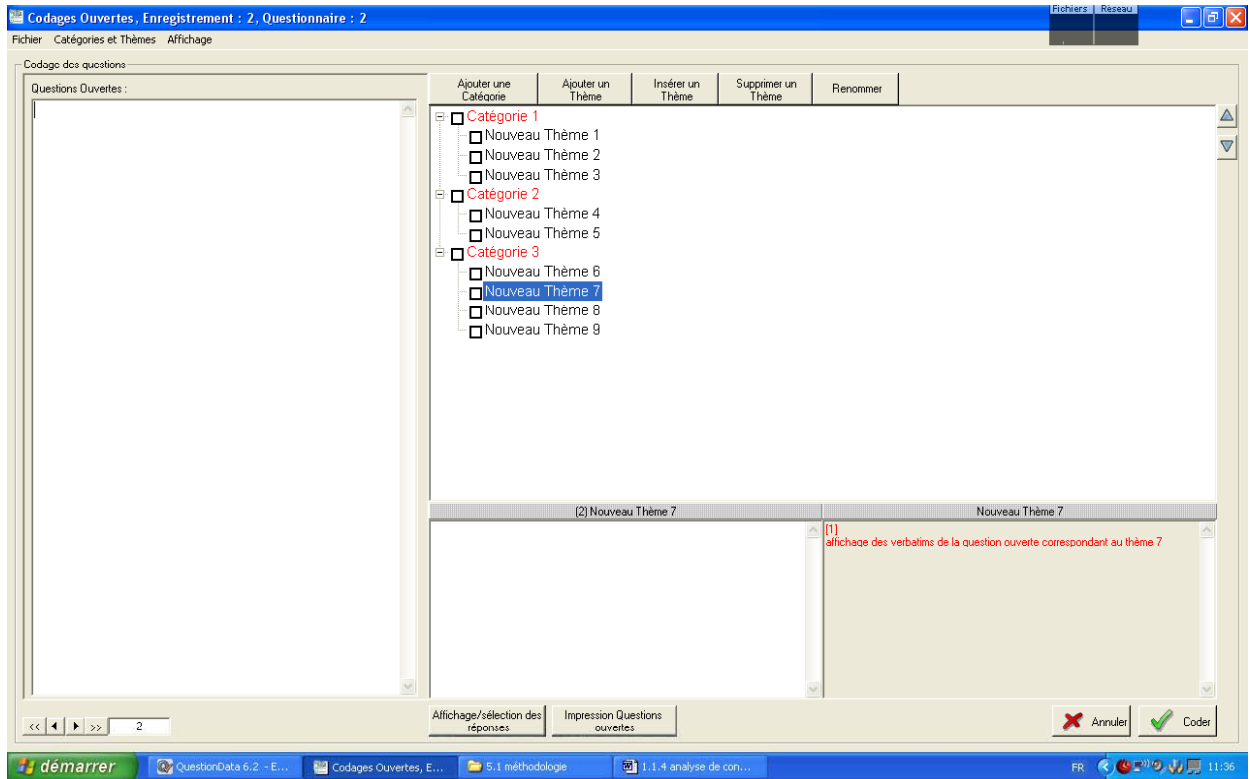 Codages Ouvertes, Enregistrement : 2, Questionnaire : 2
Fichiers Réseau
Fichier Catégories et Thèmes Affichage
Codage des questions
Questions Ouvertes :
Ajouter une Catégorie
Ajouter un Thème
Insérer un Thème
Supprimer un Thème
Renommer
Catégorie 1
Nouveau Thème 1
Nouveau Thème 2
Nouveau Thème 3
Catégorie 2
Nouveau Thème 4
Nouveau Thème 5
Catégorie 3
Nouveau Thème 6
Nouveau Thème 7
Nouveau Thème 8
Nouveau Thème 9
(2) Nouveau Thème 7
Nouveau Thème 7
[1]
affichage des verbatims de la question ouverte correspondant au thème 7
<< 2 >>
Affichage/sélection des réponses
Impression Questions ouvertes
Annuler
Coder
démarrer
QuestionData 6.2 - E...
Codages Ouvertes, E...
5.1 méthodologie
1.1.4 analyse de con...
FR
11:36